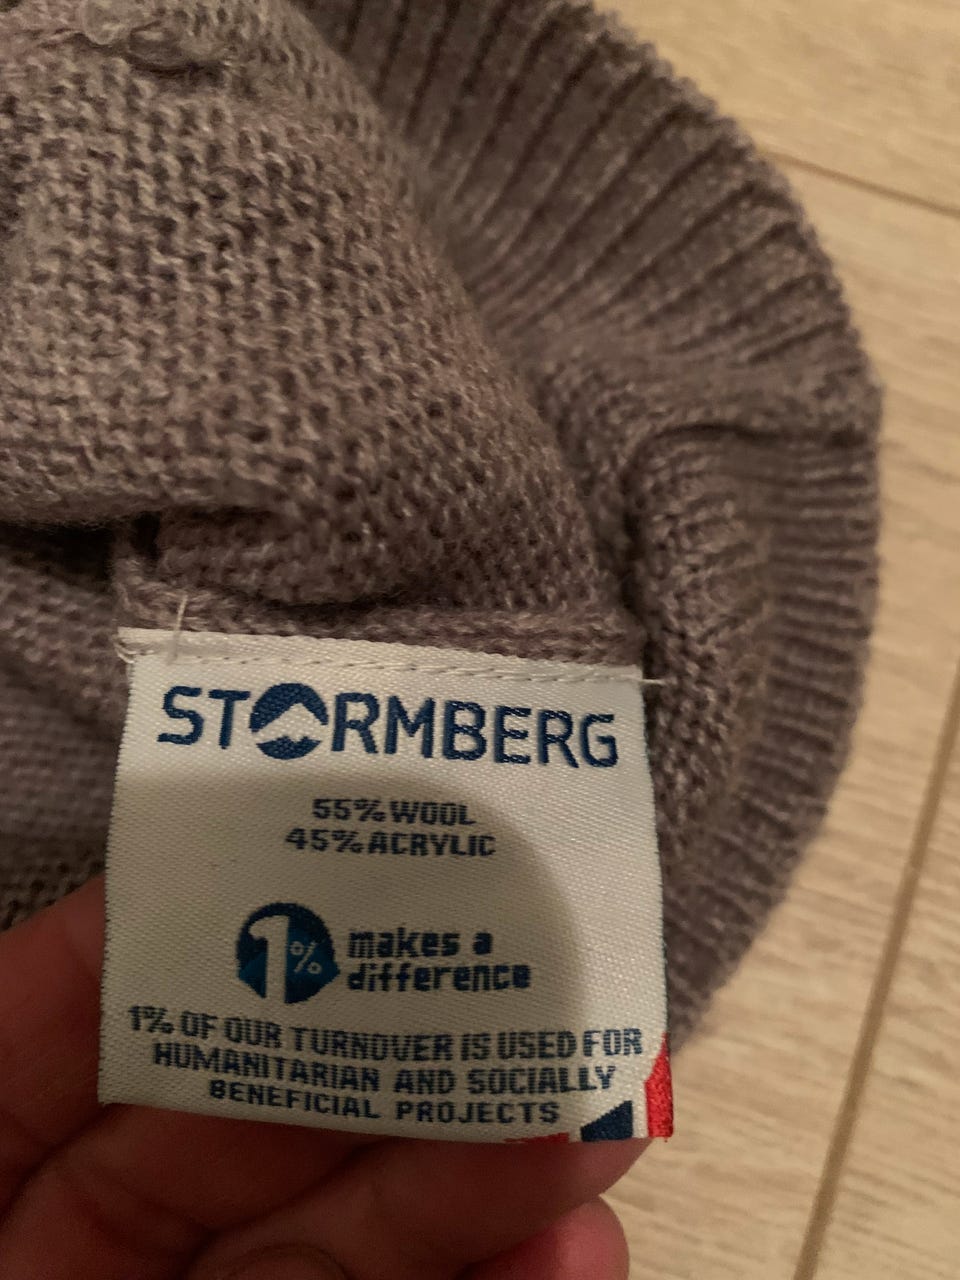 STORMBERG
55% WOOL
45% ACRYLIC
1% makes a
difference
1% OF OUR TURNOVER IS USED FOR
HUMANITARIAN AND SOCIALLY
BENEFICIAL PROJECTS